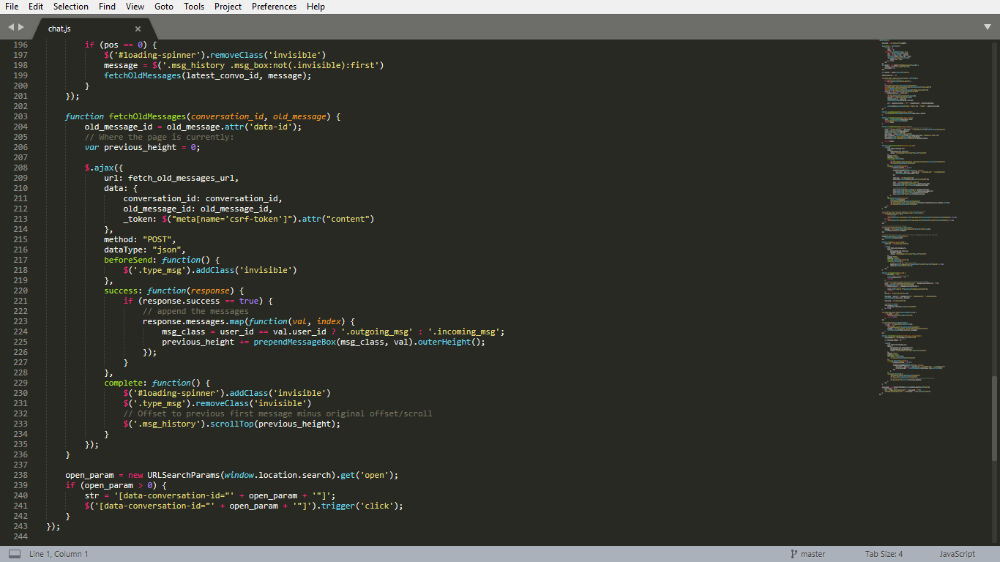 File Edit Selection Find View Goto Tools Project Preferences Help
chat.js
196 if (pos == 0) {
197 $('#loading-spinner').removeClass('invisible')
198 message = $('.msg_history .msg_box:not(.invisible):first')
199 fetchOldMessages(latest_convo_id, message);
200 }
201 });
202
203 function fetchOldMessages(conversation_id, old_message) {
204 old_message_id = old_message.attr('data-id');
205 // Where the page is currently:
206 var previous_height = 0;
207
208 $.ajax({
209 url: fetch_old_messages_url,
210 data: {
211 conversation_id: conversation_id,
212 old_message_id: old_message_id,
213 _token: $("meta[name='csrf-token']").attr("content")
214 },
215 method: "POST",
216 dataType: "json",
217 beforeSend: function() {
218 $('.type_msg').addClass('invisible')
219 },
220 success: function(response) {
221 if (response.success == true) {
222 // append the messages
223 response.messages.map(function(val, index) {
224 msg_class = user_id == val.user_id ? '.outgoing_msg' : '.incoming_msg';
225 previous_height += prependMessageBox(msg_class, val).outerHeight();
226 });
227 }
228 },
229 complete: function() {
230 $('#loading-spinner').addClass('invisible')
231 $('.type_msg').removeClass('invisible')
232 // Offset to previous first message minus original offset/scroll
233 $('.msg_history').scrollTop(previous_height);
234 }
235 });
236 }
237
238 open_param = new URLSearchParams(window.location.search).get('open');
239 if (open_param > 0) {
240 str = '[data-conversation-id="' + open_param + '"]';
241 $('[data-conversation-id="' + open_param + '"]').trigger('click');
242 }
243 });
244
Line 1, Column 1 master Tab Size: 4 JavaScript